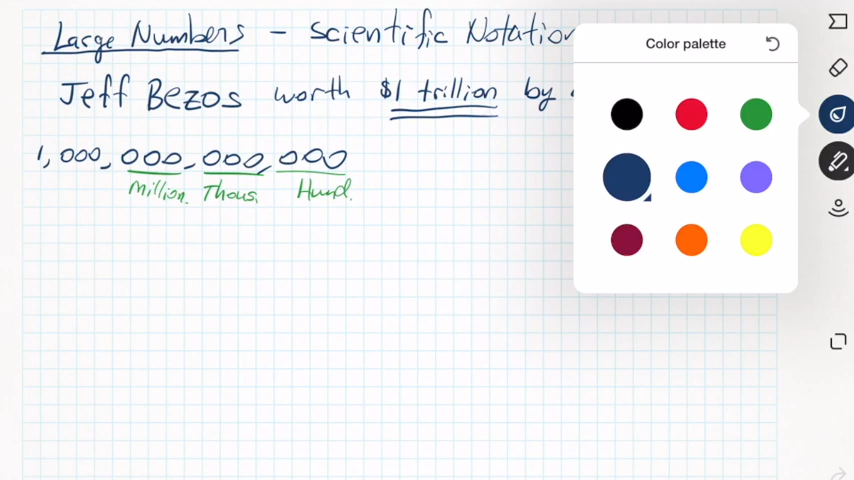 Large Numbers - Scientific Notation
Jeff Bezos worth $1 trillion by
1,000,000,000,000
Million. Thous. Hund.
Color palette